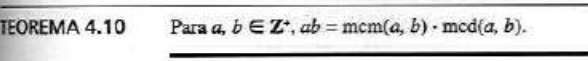 TEOREMA 4.10 Para a, b ∈ Z⁺, ab = mcm(a, b) · mcd(a, b).